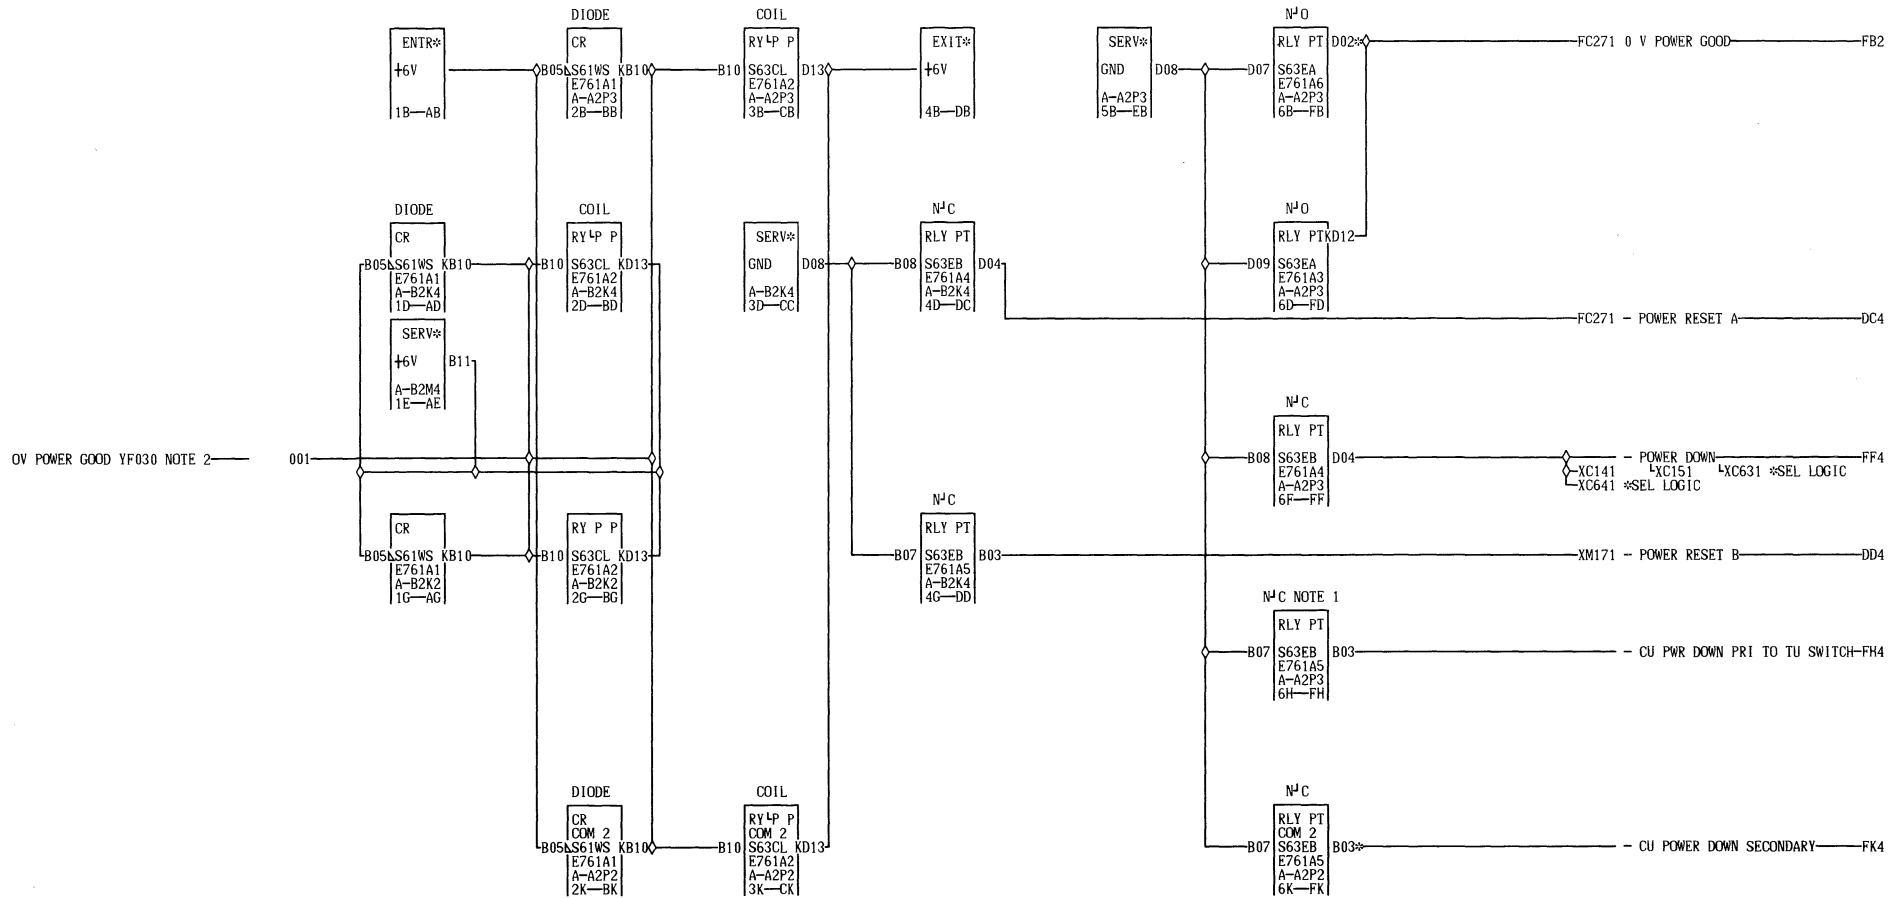 DIODE
COIL
N┘O
ENTR*
+6V
1B—AB
CR
B05 S61WS KB10
E761A1
A-A2P3
2B—BB
RY└P P
B10 S63CL D13
E761A2
A-A2P3
3B—CB
EXIT*
+6V
4B—DB
SERV*
GND D08
A-A2P3
5B—EB
RLY PT D02*
D07 S63EA
E761A6
A-A2P3
6B—FB
FC271 0 V POWER GOOD FB2
DIODE
COIL
N┘C
N┘O
CR
B05 S61WS KB10
E761A1
A-B2K4
1D—AD
RY└P P
B10 S63CL KD13
E761A2
A-B2K4
2D—BD
SERV*
GND D08
A-B2K4
3D—CC
RLY PT
B08 S63EB D04
E761A4
A-B2K4
4D—DC
RLY PTKD12
D09 S63EA
E761A3
A-A2P3
6D—FD
FC271 - POWER RESET A DC4
SERV*
+6V B11
A-B2M4
1E—AE
OV POWER GOOD YF030 NOTE 2 001
N┘C
RLY PT
B08 S63EB D04
E761A4
A-A2P3
6F—FF
- POWER DOWN FF4
XC141 └XC151 └XC631 *SEL LOGIC
XC641 *SEL LOGIC
CR
B05 S61WS KB10
E761A1
A-B2K2
1G—AG
RY P P
B10 S63CL KD13
E761A2
A-B2K2
2G—BG
N┘C
RLY PT
B07 S63EB B03
E761A5
A-B2K4
4G—DD
XM171 - POWER RESET B DD4
N┘C NOTE 1
RLY PT
B07 S63EB B03
E761A5
A-A2P3
6H—FH
- CU PWR DOWN PRI TO TU SWITCH FH4
DIODE
COIL
N┘C
CR
COM 2
B05 S61WS KB10
E761A1
A-A2P2
2K—BK
RY└P P
COM 2
B10 S63CL KD13
E761A2
A-A2P2
3K—CK
RLY PT
COM 2
B07 S63EB B03*
E761A5
A-A2P2
6K—FK
- CU POWER DOWN SECONDARY FK4